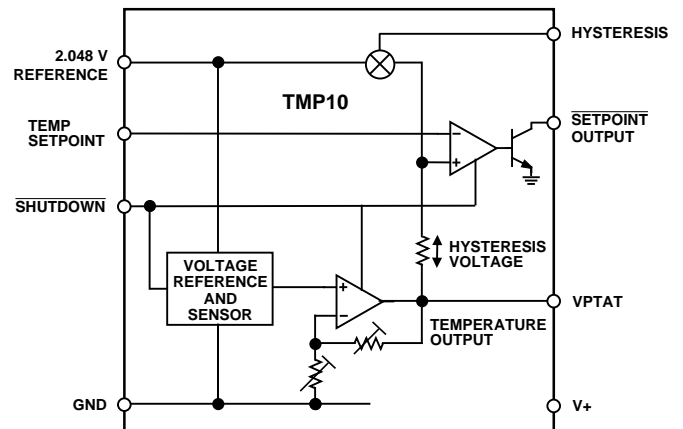 HYSTERESIS
2.048 V
REFERENCE
TMP10
TEMP
SETPOINT
SETPOINT
OUTPUT
−
+
SHUTDOWN
HYSTERESIS
VOLTAGE
VOLTAGE
REFERENCE
AND
SENSOR
+
−
VPTAT
TEMPERATURE
OUTPUT
GND
V+